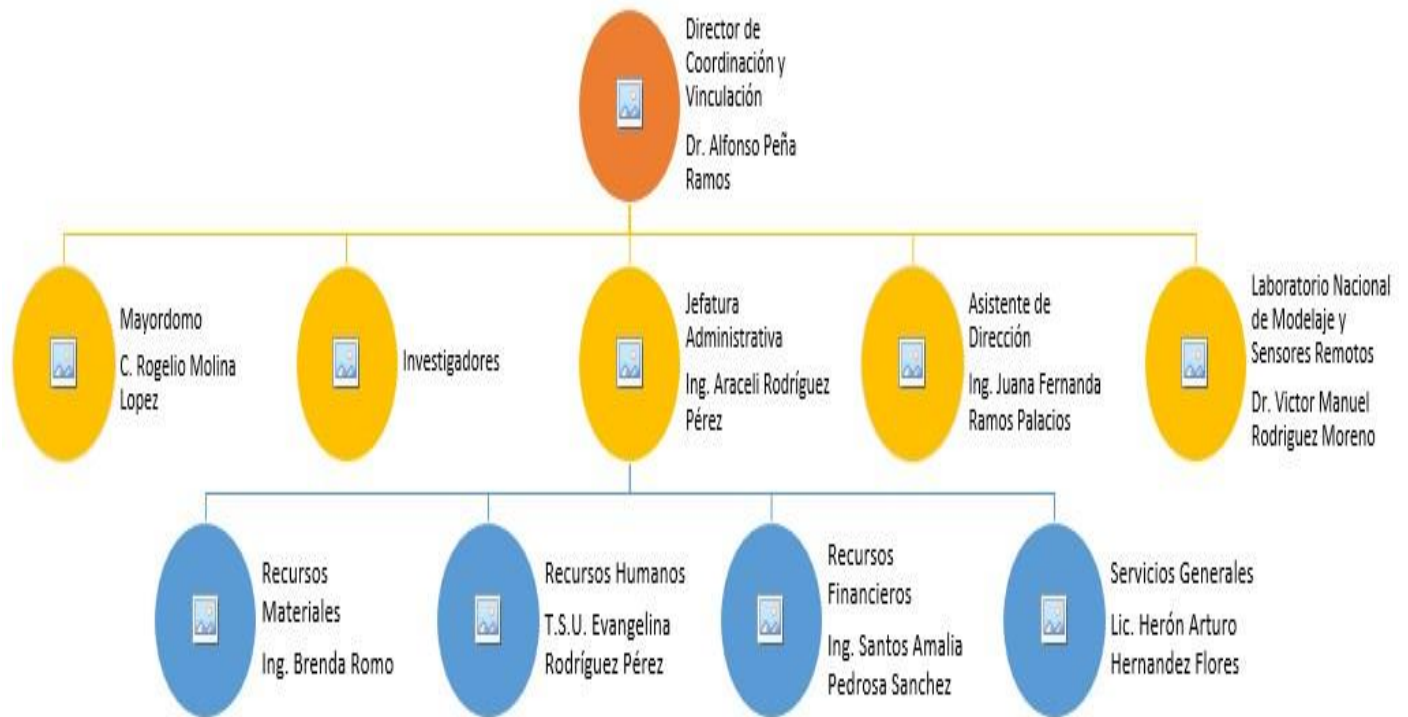 Director de
Coordinación y
Vinculación
Dr. Alfonso Peña
Ramos
Mayordomo
C. Rogelio Molina
Lopez
Investigadores
Jefatura
Administrativa
Ing. Araceli Rodríguez
Pérez
Asistente de
Dirección
Ing. Juana Fernanda
Ramos Palacios
Laboratorio Nacional
de Modelaje y
Sensores Remotos
Dr. Victor Manuel
Rodriguez Moreno
Recursos
Materiales
Ing. Brenda Romo
Recursos Humanos
T.S.U. Evangelina
Rodríguez Pérez
Recursos
Financieros
Ing. Santos Amalia
Pedrosa Sanchez
Servicios Generales
Lic. Herón Arturo
Hernandez Flores